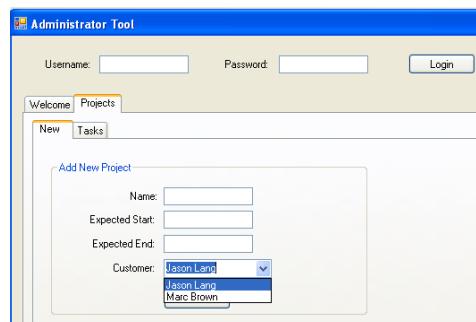 Administrator Tool
Username: Password: Login
Welcome Projects
New Tasks
Add New Project
Name:
Expected Start:
Expected End:
Customer: Jason Lang
Jason Lang
Marc Brown